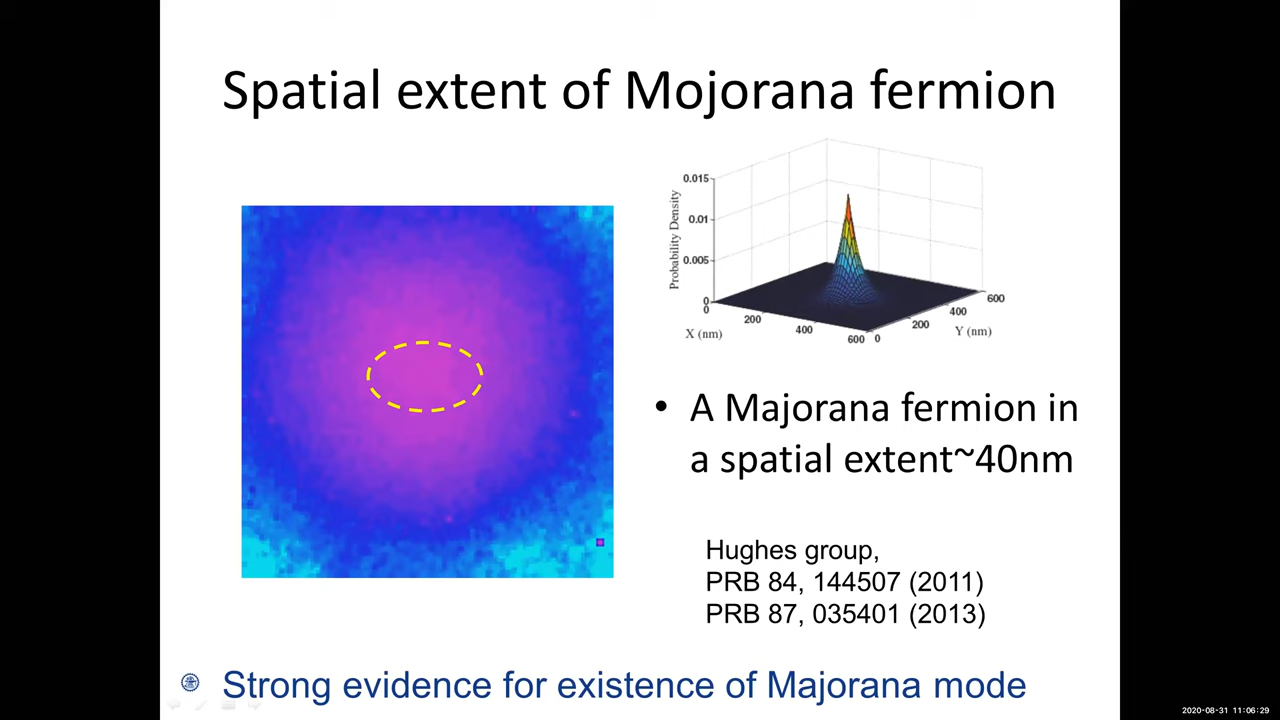 Spatial extent of Mojorana fermion
0.015
0.01
0.005
0
Probability Density
0
200
400
600
X (nm)
0
200
400
600
Y (nm)
• A Majorana fermion in
a spatial extent~40nm
Hughes group,
PRB 84, 144507 (2011)
PRB 87, 035401 (2013)
Strong evidence for existence of Majorana mode
2020-08-31 11:06:29